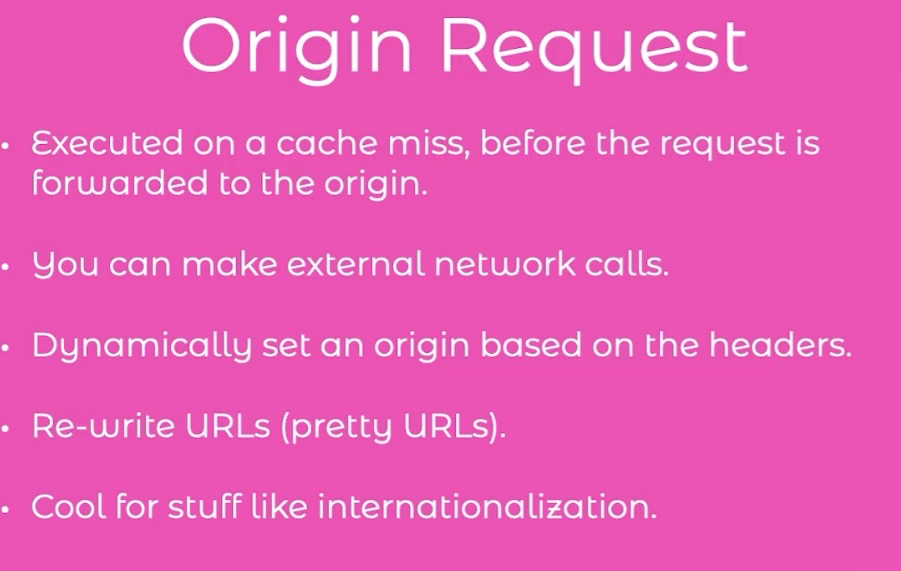 Origin Request
• Executed on a cache miss, before the request is
forwarded to the origin.
• You can make external network calls.
• Dynamically set an origin based on the headers.
• Re-write URLs (pretty URLs).
• Cool for stuff like internationalization.